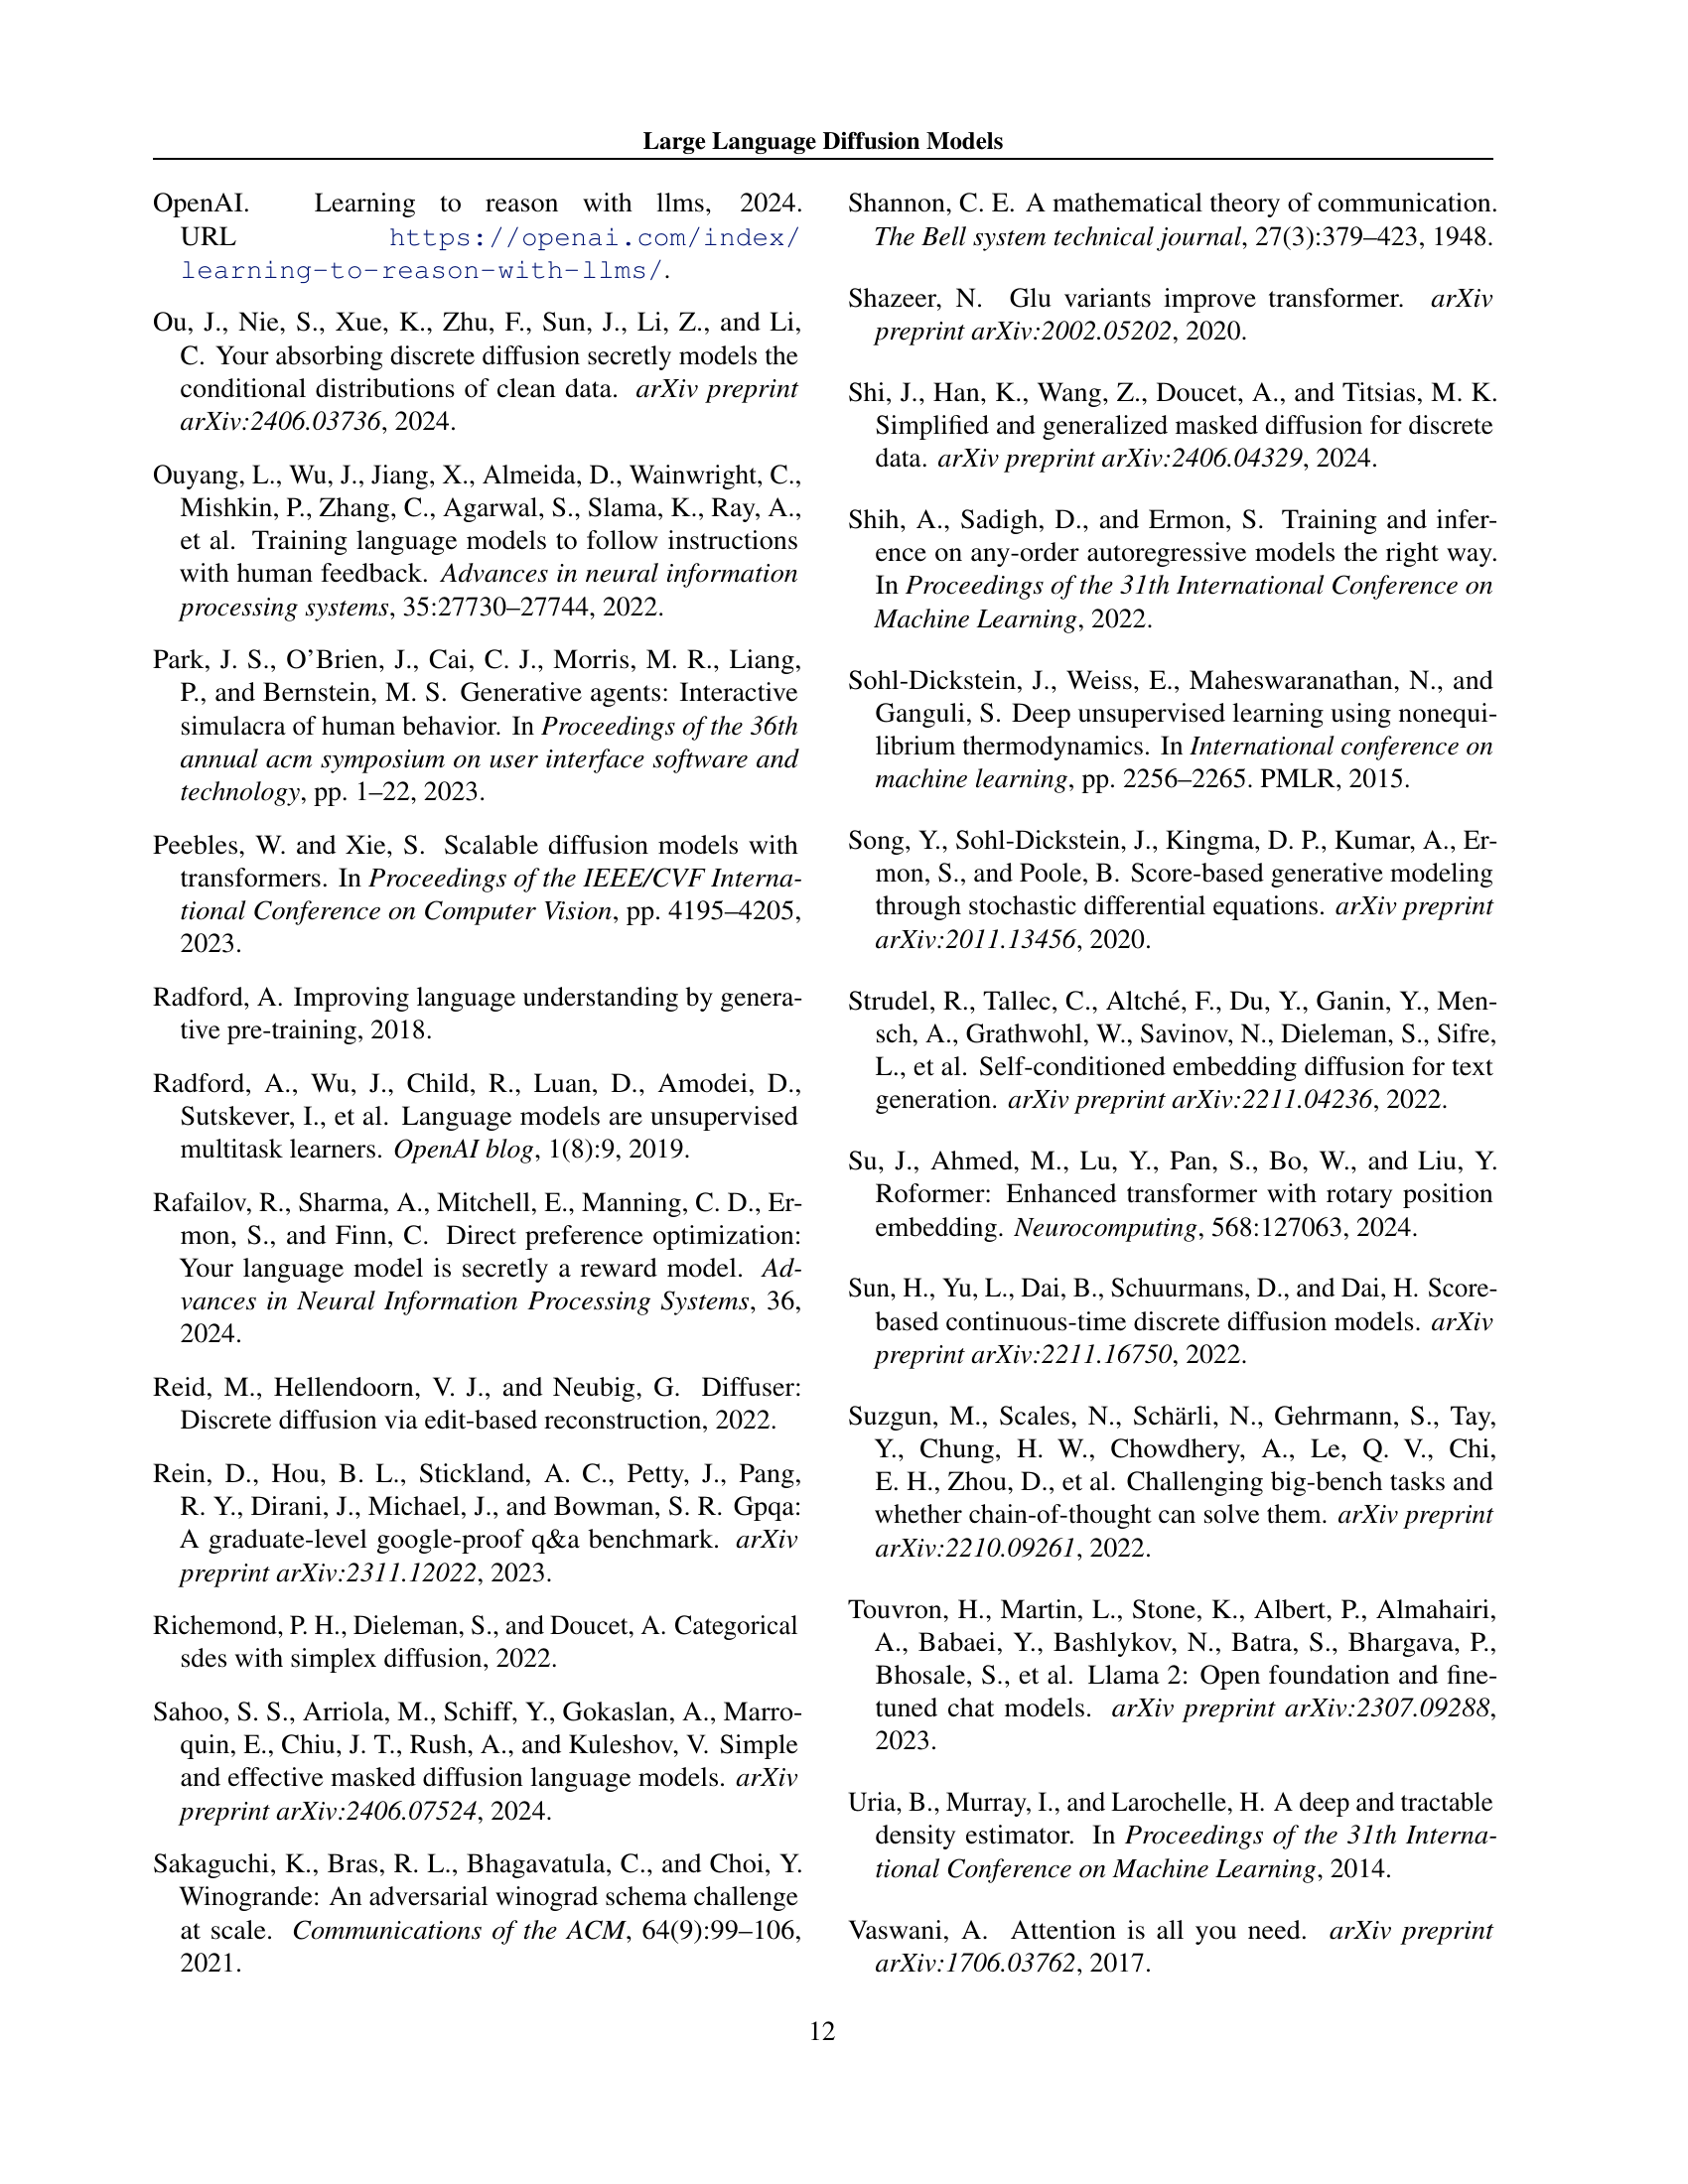 Large Language Diffusion Models
OpenAI. Learning to reason with llms, 2024.
URL https://openai.com/index/
learning-to-reason-with-llms/.
Ou, J., Nie, S., Xue, K., Zhu, F., Sun, J., Li, Z., and Li,
C. Your absorbing discrete diffusion secretly models the
conditional distributions of clean data. arXiv preprint
arXiv:2406.03736, 2024.
Ouyang, L., Wu, J., Jiang, X., Almeida, D., Wainwright, C.,
Mishkin, P., Zhang, C., Agarwal, S., Slama, K., Ray, A.,
et al. Training language models to follow instructions
with human feedback. Advances in neural information
processing systems, 35:27730–27744, 2022.
Park, J. S., O’Brien, J., Cai, C. J., Morris, M. R., Liang,
P., and Bernstein, M. S. Generative agents: Interactive
simulacra of human behavior. In Proceedings of the 36th
annual acm symposium on user interface software and
technology, pp. 1–22, 2023.
Peebles, W. and Xie, S. Scalable diffusion models with
transformers. In Proceedings of the IEEE/CVF Interna-
tional Conference on Computer Vision, pp. 4195–4205,
2023.
Radford, A. Improving language understanding by genera-
tive pre-training, 2018.
Radford, A., Wu, J., Child, R., Luan, D., Amodei, D.,
Sutskever, I., et al. Language models are unsupervised
multitask learners. OpenAI blog, 1(8):9, 2019.
Rafailov, R., Sharma, A., Mitchell, E., Manning, C. D., Er-
mon, S., and Finn, C. Direct preference optimization:
Your language model is secretly a reward model. Ad-
vances in Neural Information Processing Systems, 36,
2024.
Reid, M., Hellendoorn, V. J., and Neubig, G. Diffuser:
Discrete diffusion via edit-based reconstruction, 2022.
Rein, D., Hou, B. L., Stickland, A. C., Petty, J., Pang,
R. Y., Dirani, J., Michael, J., and Bowman, S. R. Gpqa:
A graduate-level google-proof q&a benchmark. arXiv
preprint arXiv:2311.12022, 2023.
Richemond, P. H., Dieleman, S., and Doucet, A. Categorical
sdes with simplex diffusion, 2022.
Sahoo, S. S., Arriola, M., Schiff, Y., Gokaslan, A., Marro-
quin, E., Chiu, J. T., Rush, A., and Kuleshov, V. Simple
and effective masked diffusion language models. arXiv
preprint arXiv:2406.07524, 2024.
Sakaguchi, K., Bras, R. L., Bhagavatula, C., and Choi, Y.
Winogrande: An adversarial winograd schema challenge
at scale. Communications of the ACM, 64(9):99–106,
2021.
Shannon, C. E. A mathematical theory of communication.
The Bell system technical journal, 27(3):379–423, 1948.
Shazeer, N. Glu variants improve transformer. arXiv
preprint arXiv:2002.05202, 2020.
Shi, J., Han, K., Wang, Z., Doucet, A., and Titsias, M. K.
Simplified and generalized masked diffusion for discrete
data. arXiv preprint arXiv:2406.04329, 2024.
Shih, A., Sadigh, D., and Ermon, S. Training and infer-
ence on any-order autoregressive models the right way.
In Proceedings of the 31th International Conference on
Machine Learning, 2022.
Sohl-Dickstein, J., Weiss, E., Maheswaranathan, N., and
Ganguli, S. Deep unsupervised learning using nonequi-
librium thermodynamics. In International conference on
machine learning, pp. 2256–2265. PMLR, 2015.
Song, Y., Sohl-Dickstein, J., Kingma, D. P., Kumar, A., Er-
mon, S., and Poole, B. Score-based generative modeling
through stochastic differential equations. arXiv preprint
arXiv:2011.13456, 2020.
Strudel, R., Tallec, C., Altché, F., Du, Y., Ganin, Y., Men-
sch, A., Grathwohl, W., Savinov, N., Dieleman, S., Sifre,
L., et al. Self-conditioned embedding diffusion for text
generation. arXiv preprint arXiv:2211.04236, 2022.
Su, J., Ahmed, M., Lu, Y., Pan, S., Bo, W., and Liu, Y.
Roformer: Enhanced transformer with rotary position
embedding. Neurocomputing, 568:127063, 2024.
Sun, H., Yu, L., Dai, B., Schuurmans, D., and Dai, H. Score-
based continuous-time discrete diffusion models. arXiv
preprint arXiv:2211.16750, 2022.
Suzgun, M., Scales, N., Schärli, N., Gehrmann, S., Tay,
Y., Chung, H. W., Chowdhery, A., Le, Q. V., Chi,
E. H., Zhou, D., et al. Challenging big-bench tasks and
whether chain-of-thought can solve them. arXiv preprint
arXiv:2210.09261, 2022.
Touvron, H., Martin, L., Stone, K., Albert, P., Almahairi,
A., Babaei, Y., Bashlykov, N., Batra, S., Bhargava, P.,
Bhosale, S., et al. Llama 2: Open foundation and fine-
tuned chat models. arXiv preprint arXiv:2307.09288,
2023.
Uria, B., Murray, I., and Larochelle, H. A deep and tractable
density estimator. In Proceedings of the 31th Interna-
tional Conference on Machine Learning, 2014.
Vaswani, A. Attention is all you need. arXiv preprint
arXiv:1706.03762, 2017.
12